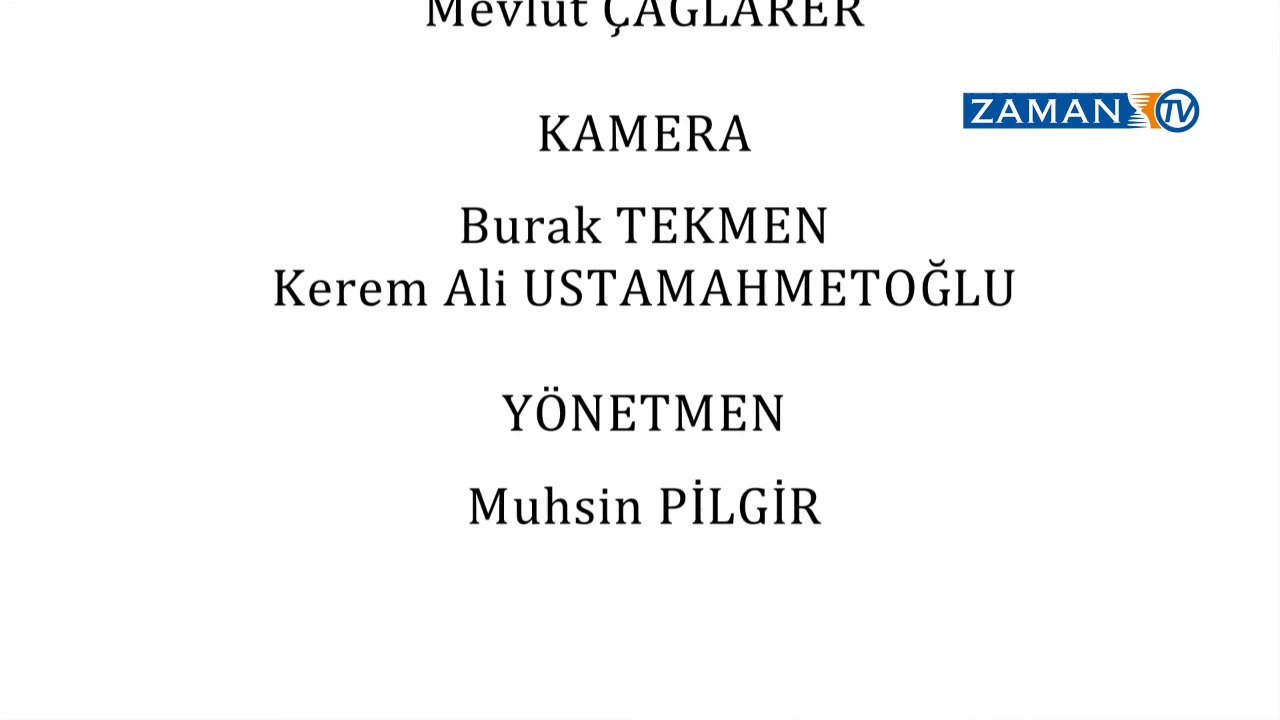 Mevlüt ÇAĞLARER
ZAMAN TV
KAMERA
Burak TEKMEN
Kerem Ali USTAMAHMETOĞLU
YÖNETMEN
Muhsin PİLGİR